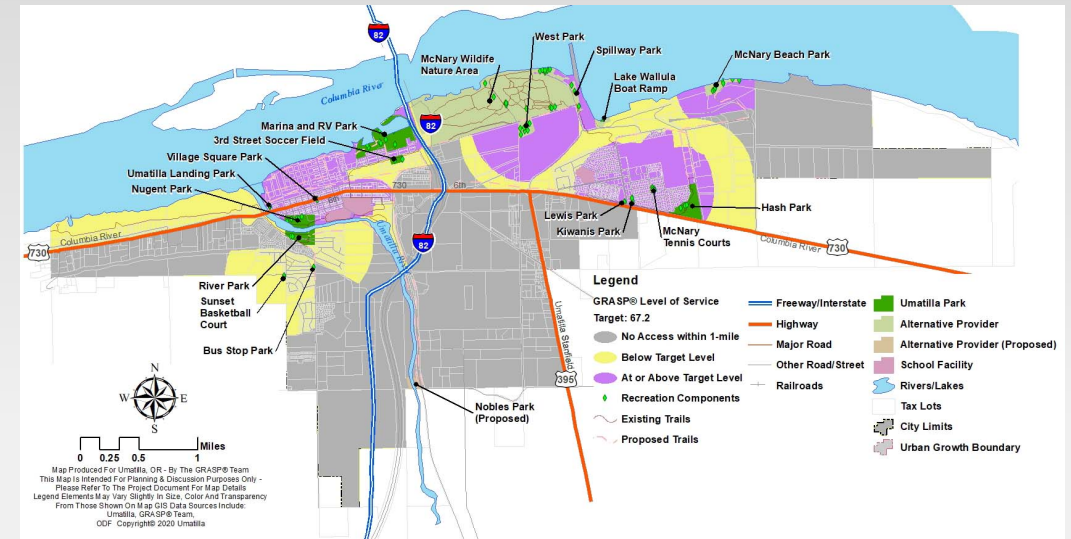 82
West Park
McNary Wildlife
Nature Area
Spillway Park
McNary Beach Park
Lake Wallula
Boat Ramp
Columbia River
82
Marina and RV Park
3rd Street Soccer Field
Village Square Park
Umatilla Landing Park
Nugent Park
730
6th
6th
Lewis Park
Kiwanis Park
McNary
Tennis Courts
Hash Park
Columbia River
730
Columbia River
730
82
Umatilla River
River Park
Sunset
Basketball
Court
Bus Stop Park
Umatilla Stanfield
395
Nobles Park
(Proposed)
N
W
E
S
0 0.25 0.5 1
Miles
Map Produced For Umatilla, OR - By The GRASP® Team
This Map Is Intended For Planning & Discussion Purposes Only -
Please Refer To The Project Document For Map Details
Legend Elements May Vary Slightly In Size, Color And Transparency
From Those Shown On Map GIS Data Sources Include:
Umatilla, GRASP® Team,
ODF Copyright© 2020 Umatilla
Legend
GRASP® Level of Service
Target: 67.2
No Access within 1-mile
Below Target Level
At or Above Target Level
Recreation Components
Existing Trails
Proposed Trails
Freeway/Interstate
Highway
Major Road
Other Road/Street
Railroads
Umatilla Park
Alternative Provider
Alternative Provider (Proposed)
School Facility
Rivers/Lakes
Tax Lots
City Limits
Urban Growth Boundary